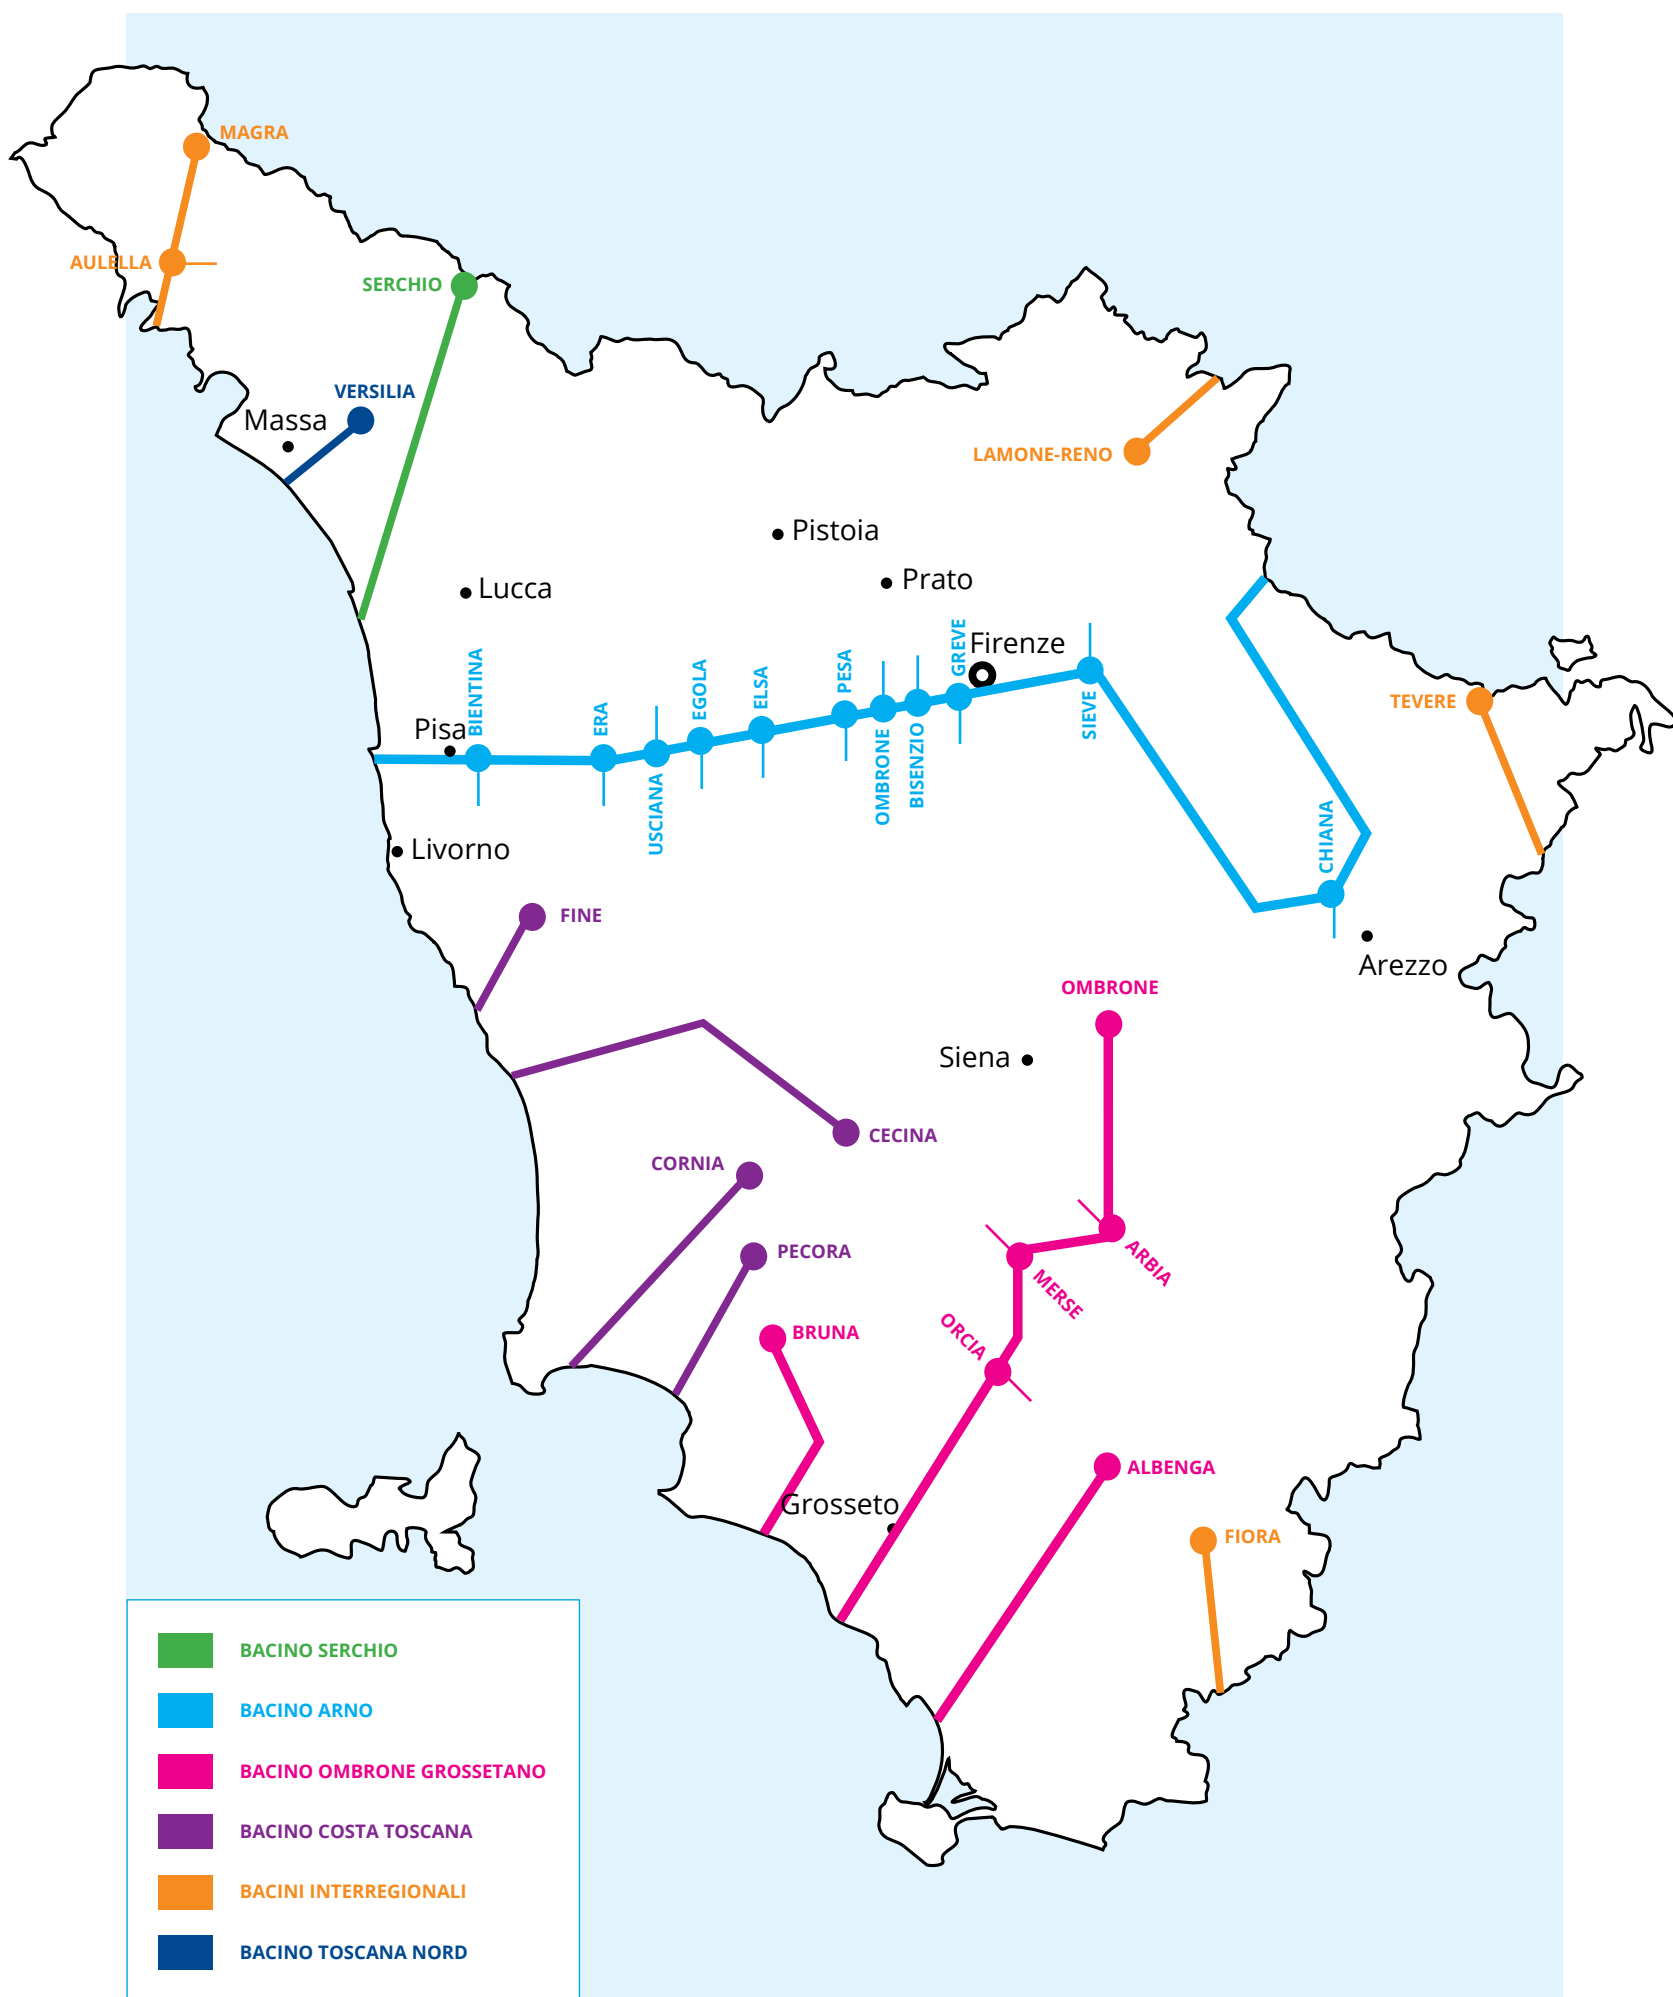 MAGRA
AULELLA
SERCHIO
VERSILIA
Massa
LAMONE-RENO
Pistoia
Prato
Lucca
Firenze
GREVE
BIENTINA
EGOLA
ELSA
PESA
ERA
SIEVE
TEVERE
Pisa
USCIANA
OMBRONE
BISENZIO
CHIANA
Livorno
FINE
Arezzo
OMBRONE
Siena
CECINA
CORNIA
PECORA
ARBIA
MERSE
BRUNA
ORCIA
ALBENGA
Grosseto
FIORA
BACINO SERCHIO
BACINO ARNO
BACINO OMBRONE GROSSETANO
BACINO COSTA TOSCANA
BACINI INTERREGIONALI
BACINO TOSCANA NORD